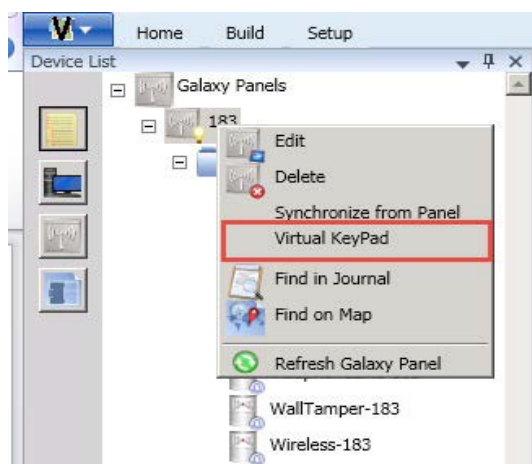 Home Build Setup
Device List
Galaxy Panels
183
Edit
Delete
Synchronize from Panel
Virtual KeyPad
Find in Journal
Find on Map
Refresh Galaxy Panel
WallTamper-183
Wireless-183